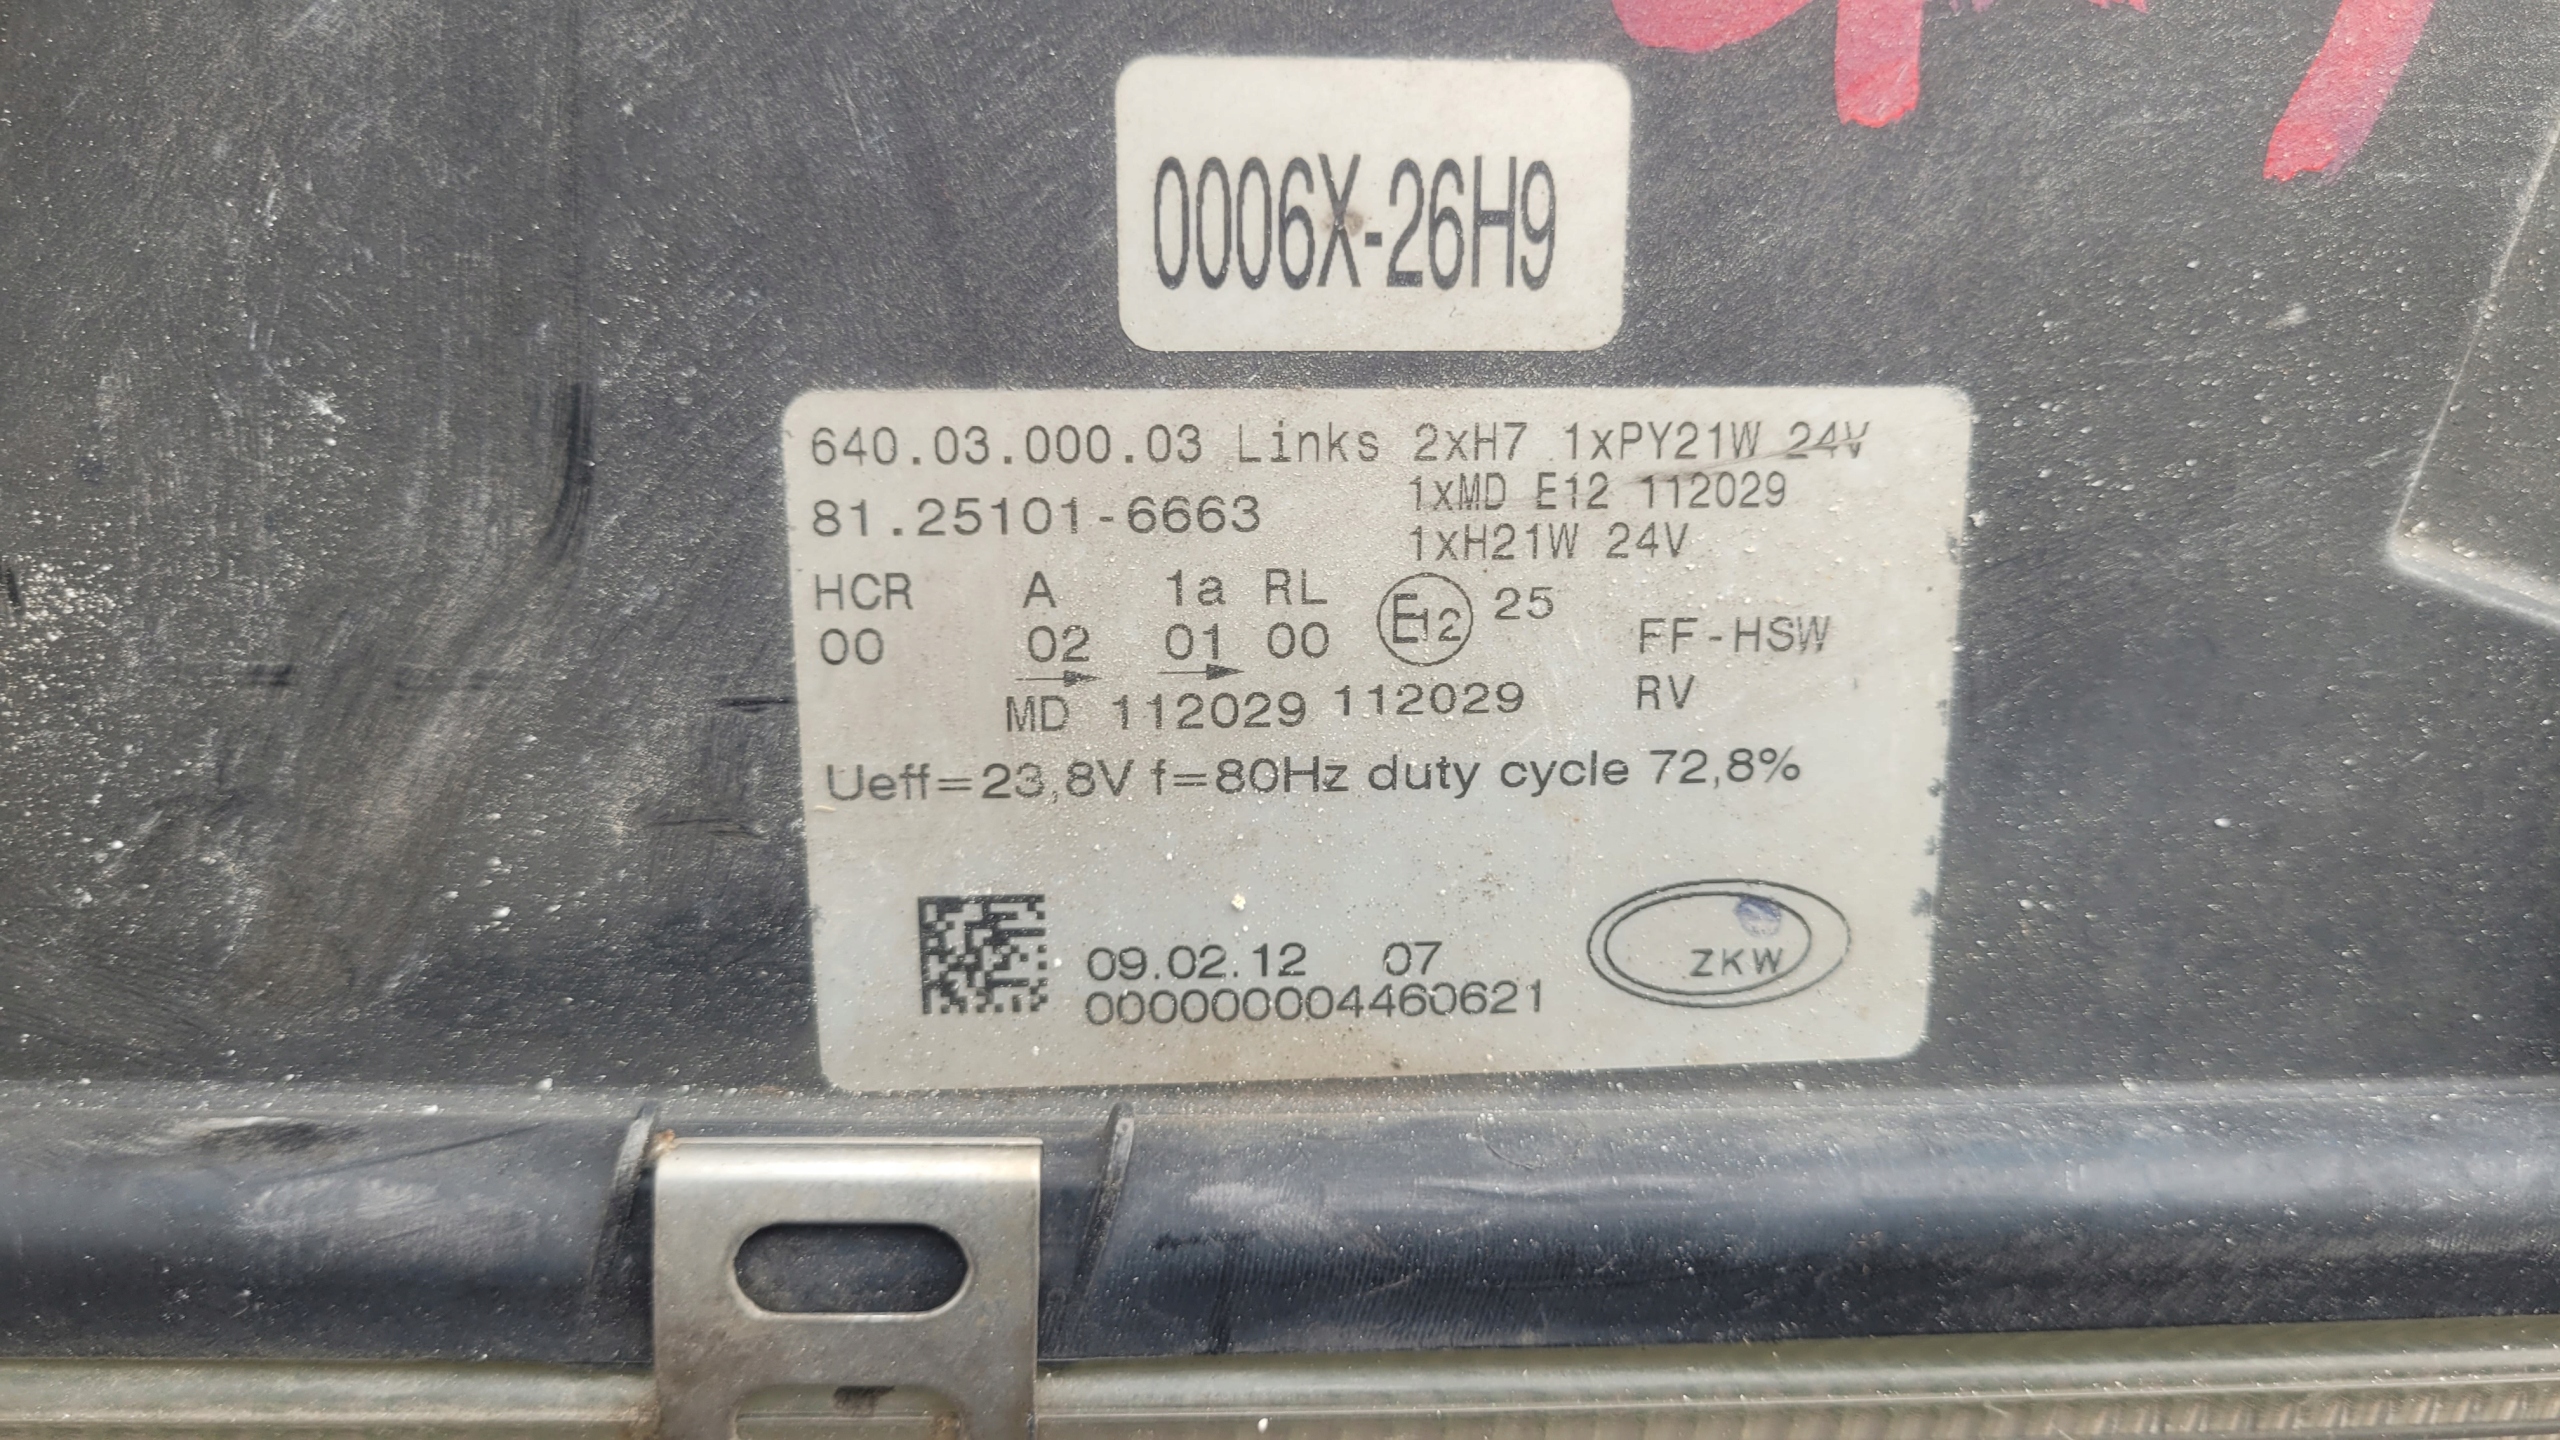 0006X-26H9
640.03.000.03 Links 2xH7 1xPY21W 24V
81.25101-6663 1xMD E12 112029
1xH21W 24V
HCR A 1a RL E12 25
00 02 01 00 FF-HSW
MD 112029 112029 RV
Ueff=23,8V f=80Hz duty cycle 72,8%
09.02.12 07
000000004460621
ZKW